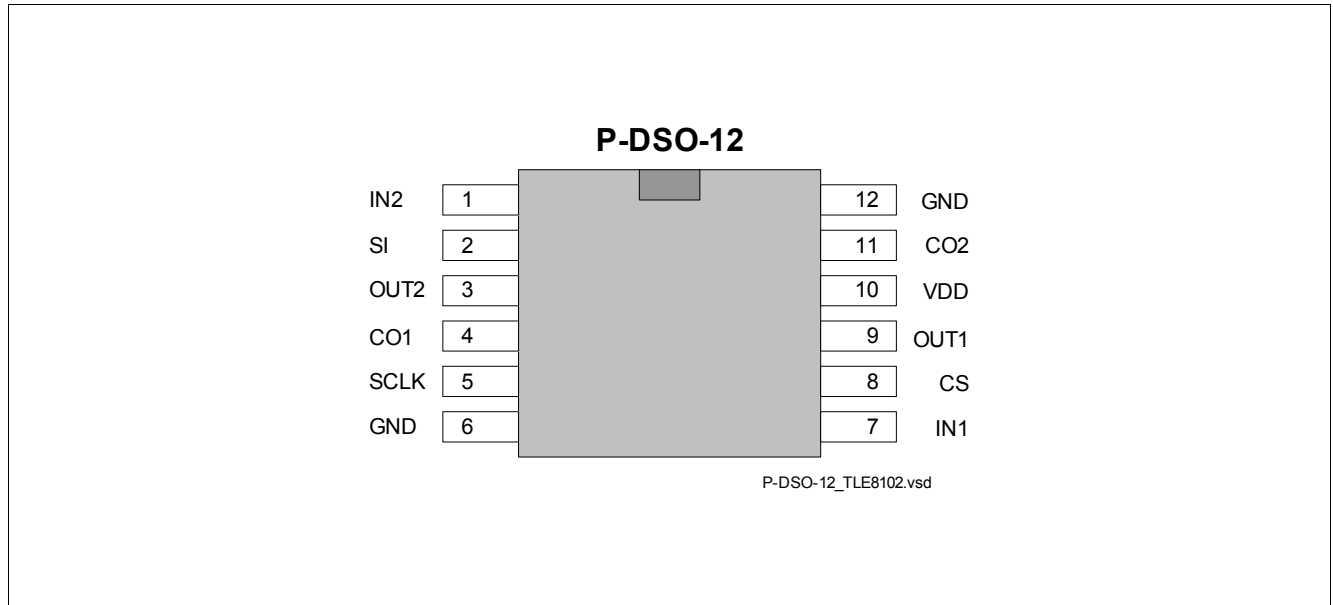 P-DSO-12
IN2 1 12 GND
SI 2 11 CO2
OUT2 3 10 VDD
CO1 4 9 OUT1
SCLK 5 8 CS
GND 6 7 IN1
P-DSO-12_TLE8102.vsd